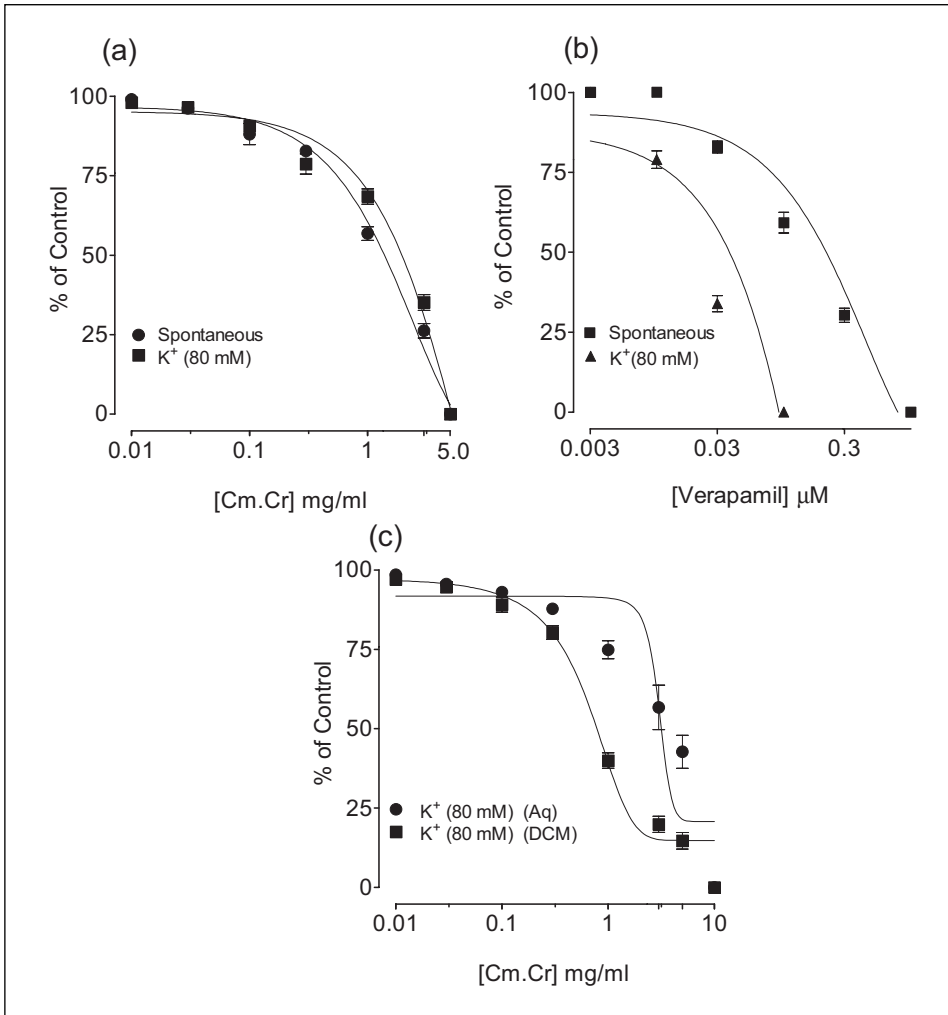 (a)
100
75
50
25
0
% of Control
Spontaneous
K⁺ (80 mM)
0.01 0.1 1 5.0
[Cm.Cr] mg/ml
(b)
100
75
50
25
0
% of Control
Spontaneous
K⁺ (80 mM)
0.003 0.03 0.3
[Verapamil] μM
(c)
100
75
50
25
0
% of Control
K⁺ (80 mM) (Aq)
K⁺ (80 mM) (DCM)
0.01 0.1 1 10
[Cm.Cr] mg/ml